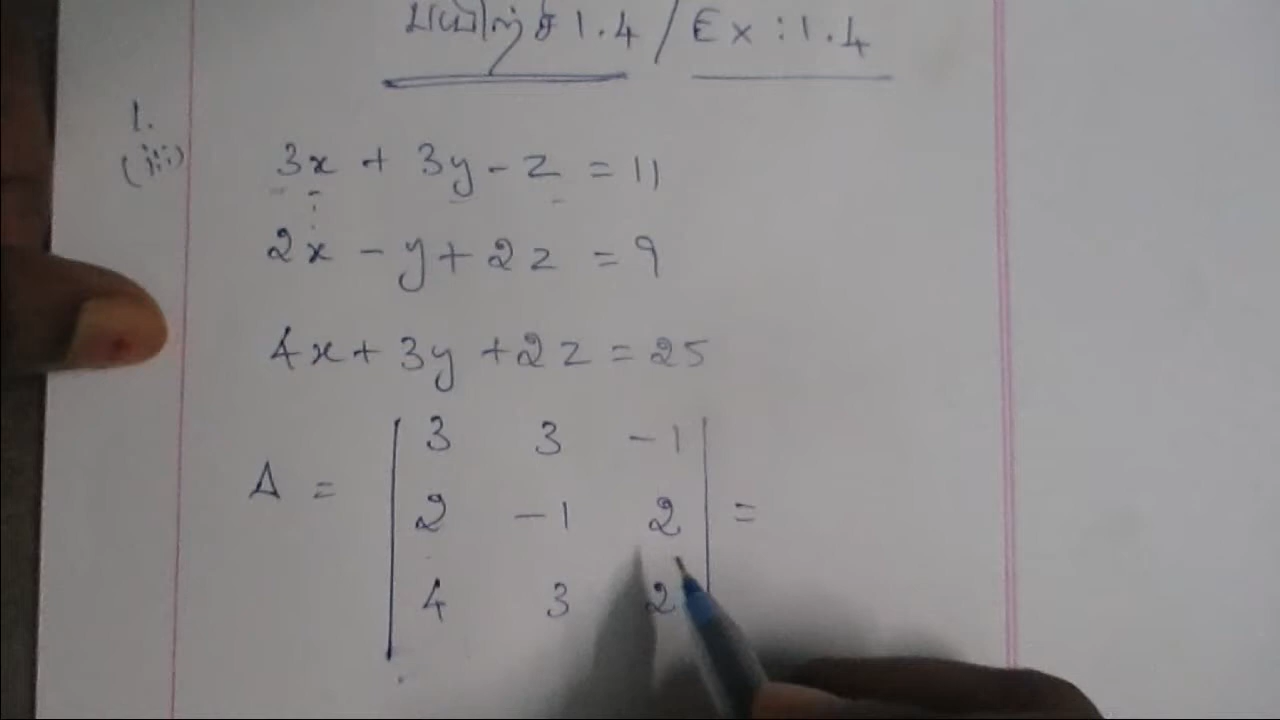 பயிற்சி 1.4 / Ex : 1.4
1.
(iii) 3x + 3y - z = 11
2x - y + 2z = 9
4x + 3y + 2z = 25
Δ = | 3 3 -1 |
| 2 -1 2 | =
| 4 3 2 |